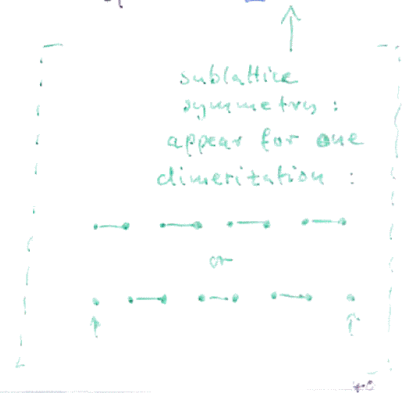 sublattice
symmetry :
appear for one
dimerization :
or